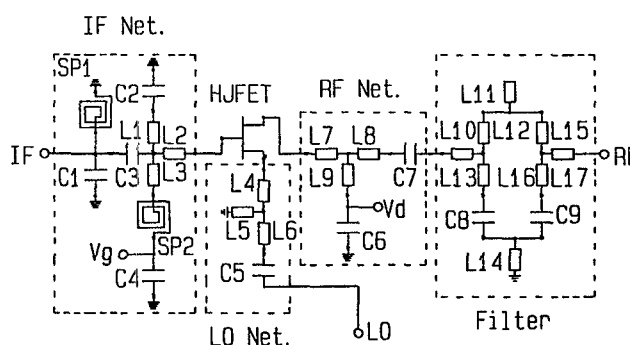 IF Net.
SP1
C2
HJFET
RF Net.
L11
L1
L2
L7
L8
L10
L12
L15
IF
RF
C1
C3
L3
L4
L9
C7
L13
L16
L17
Vg
SP2
L5
L6
Vd
C8
C9
C4
C5
C6
L14
LO Net.
LO
Filter